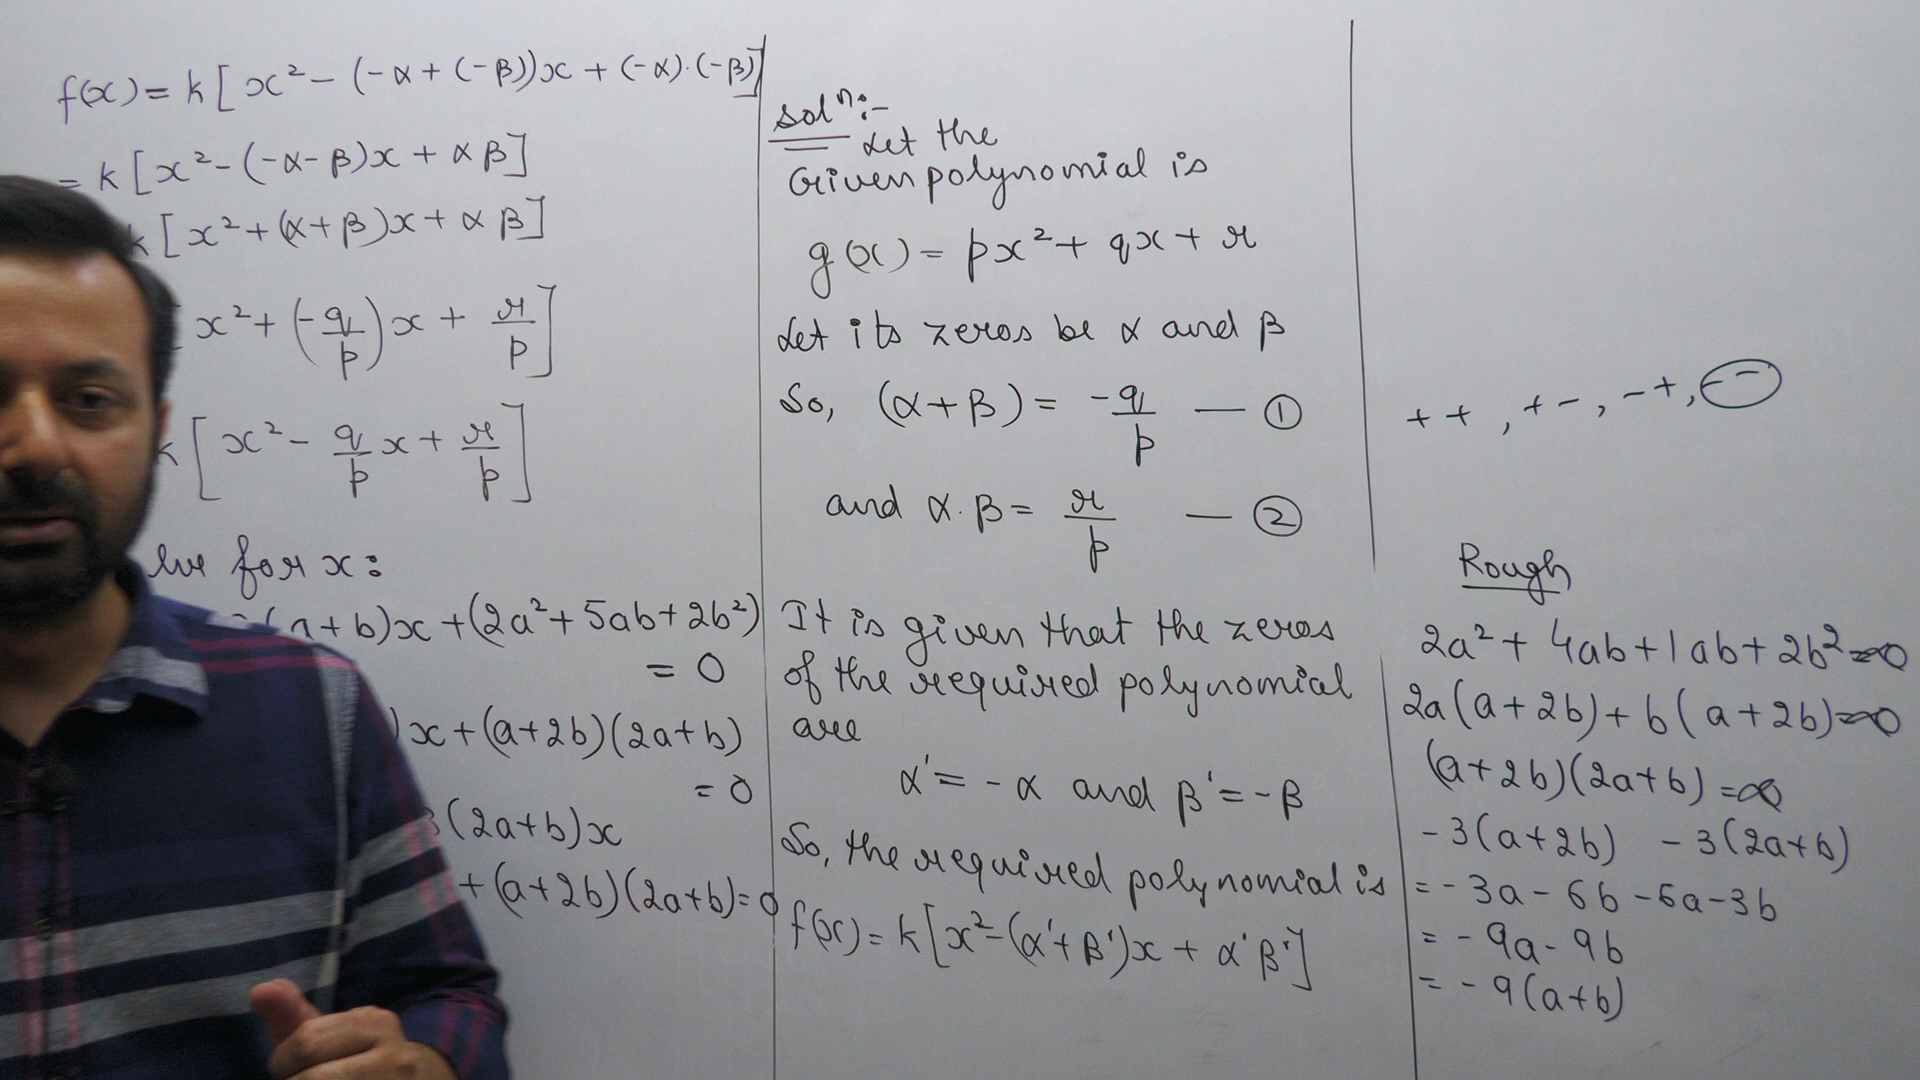 f(x) = k [ x² - (-α + (-β))x + (-α)·(-β)]
= k [x² - (-α-β)x + αβ]
k [x² + (α+β)x + αβ]
[x² + (-q/p)x + r/p]
k [x² - q/p x + r/p]
lve for x:
(a+b)x + (2a² + 5ab + 2b²)
= 0
)x + (a+2b)(2a+b)
= 0
3(2a+b)x
+ (a+2b)(2a+b) = 0
Solⁿ:-
Let the
Given polynomial is
g(x) = px² + qx + r
Let its zeros be α and β
So, (α+β) = -q/p — ①
and α.β = r/p — ②
It is given that the zeros
of the required polynomial
are
α' = -α and β' = -β
So, the required polynomial is
f(x) = k[x² - (α'+β')x + α'β']
+ +, + -, - +, - -
Rough
2a² + 4ab + 1ab + 2b² = 0
2a(a+2b) + b(a+2b) = 0
(a+2b)(2a+b) = 0
-3(a+2b) -3(2a+b)
= -3a - 6b - 6a - 3b
= -9a - 9b
= -9(a+b)